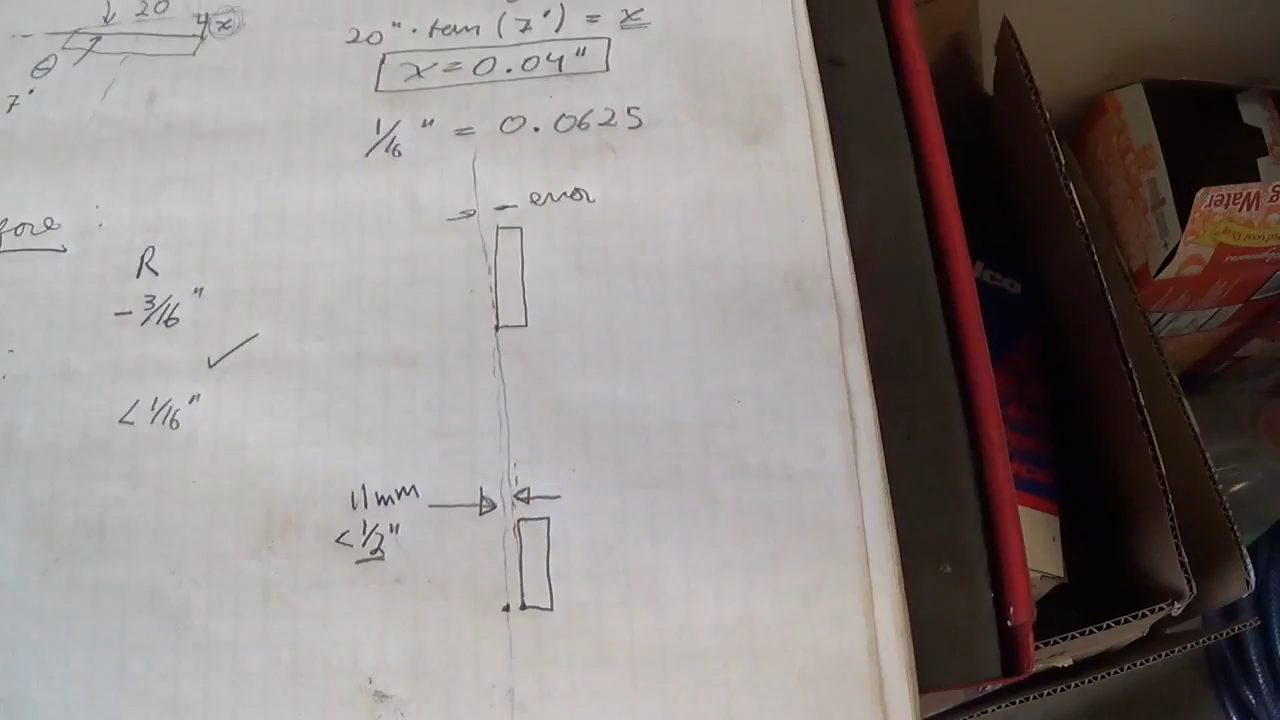 20
x
θ
7'
20" · tan (7') = x
x = 0.04"
1/16" = 0.0625
error
R
- 3/16"
< 1/16"
11mm
< 1/2"
Water